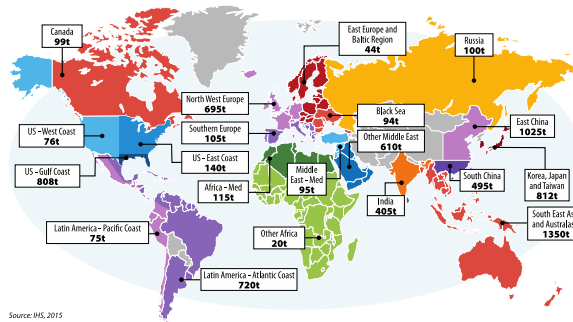 Canada
99t
East Europe and
Baltic Region
44t
Russia
100t
North West Europe
695t
Black Sea
94t
East China
1025t
US – West Coast
76t
Southern Europe
105t
Other Middle East
610t
US – East Coast
140t
US – Gulf Coast
808t
Africa – Med
115t
Middle
East – Med
95t
India
405t
South China
495t
Korea, Japan
and Taiwan
812t
South East As
and Australas
1350t
Latin America – Pacific Coast
75t
Other Africa
20t
Latin America – Atlantic Coast
720t
Source: IHS, 2015